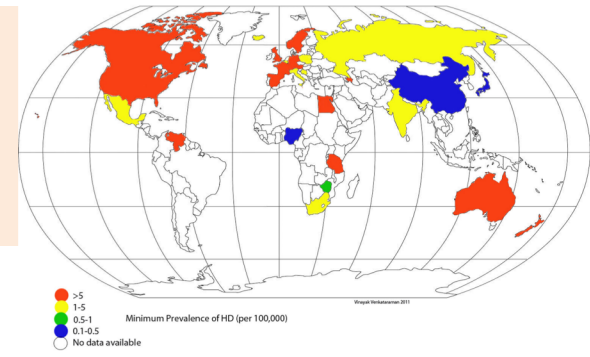 Vinayak Venkataraman 2011
>5
1-5
0.5-1
Minimum Prevalence of HD (per 100,000)
0.1-0.5
No data available